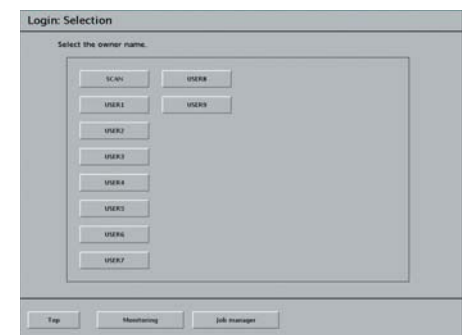 Login: Selection
Select the owner name.
SCAN USER8
USER1 USER9
USER2
USER3
USER4
USER5
USER6
USER7
Top Monitoring Job manager